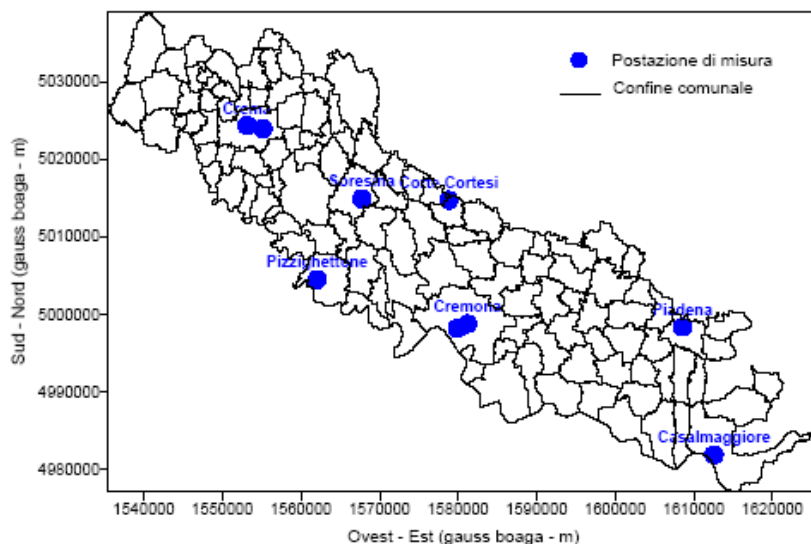 Postazione di misura
Confine comunale
5030000
5020000
5010000
5000000
4990000
4980000
Sud - Nord (gauss boaga - m)
Crema
Soresina
Corte Cortesi
Pizzighettone
Cremona
Piadena
Casalmaggiore
1540000 1550000 1560000 1570000 1580000 1590000 1600000 1610000 1620000
Ovest - Est (gauss boaga - m)